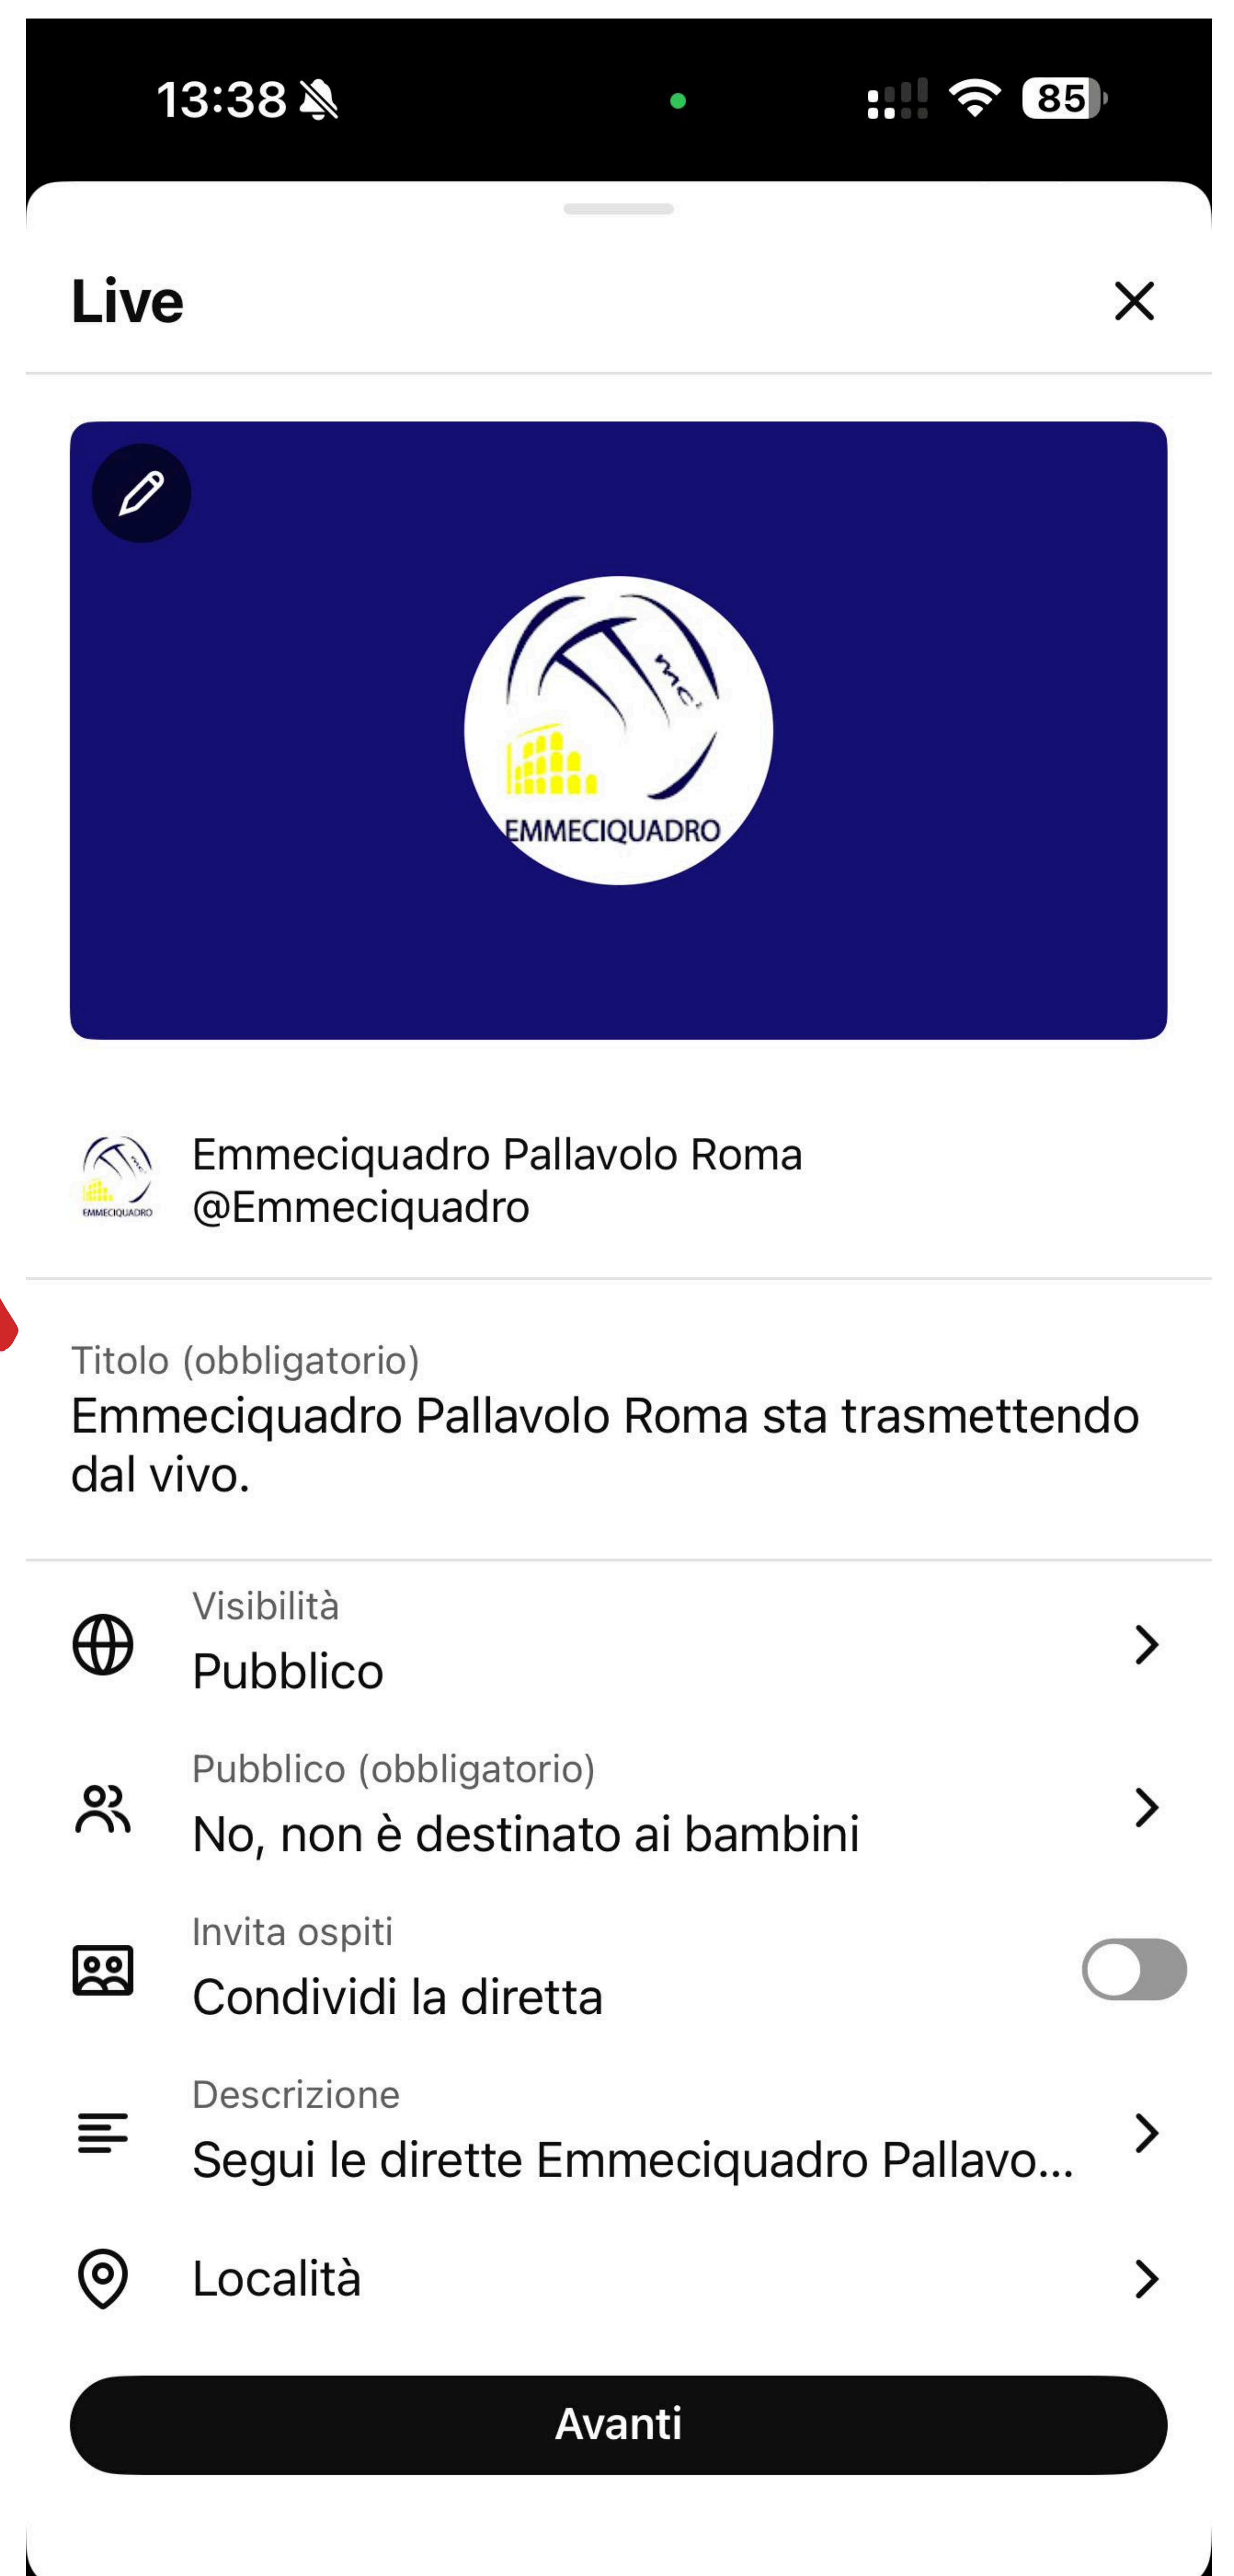 13:38
85
Live
mc²
EMMECIQUADRO
EMMECIQUADRO
Emmeciquadro Pallavolo Roma
@Emmeciquadro
Titolo (obbligatorio)
Emmeciquadro Pallavolo Roma sta trasmettendo
dal vivo.
Visibilità
Pubblico
Pubblico (obbligatorio)
No, non è destinato ai bambini
Invita ospiti
Condividi la diretta
Descrizione
Segui le dirette Emmeciquadro Pallavo...
Località
Avanti